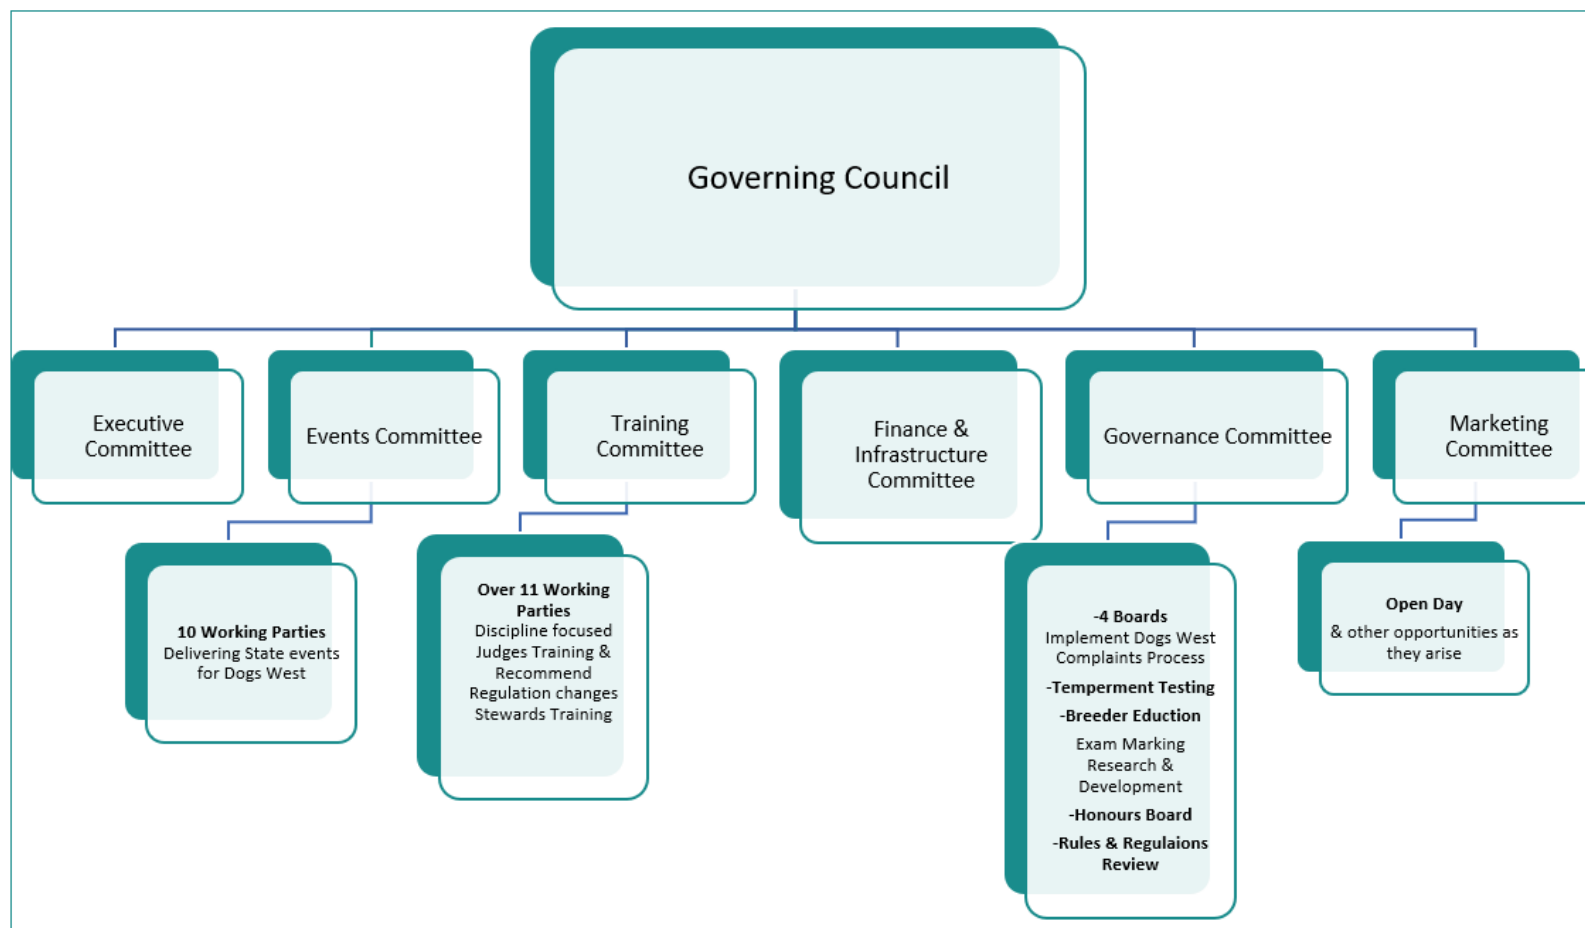 Governing Council
Executive
Committee
Events Committee
Training
Committee
Finance &
Infrastructure
Committee
Governance Committee
Marketing
Committee
10 Working Parties
Delivering State events
for Dogs West
Over 11 Working
Parties
Discipline focused
Judges Training &
Recommend
Regulation changes
Stewards Training
-4 Boards
Implement Dogs West
Complaints Process
-Temperment Testing
-Breeder Eduction
Exam Marking
Research &
Development
-Honours Board
-Rules & Regulaions
Review
Open Day
& other opportunities as
they arise